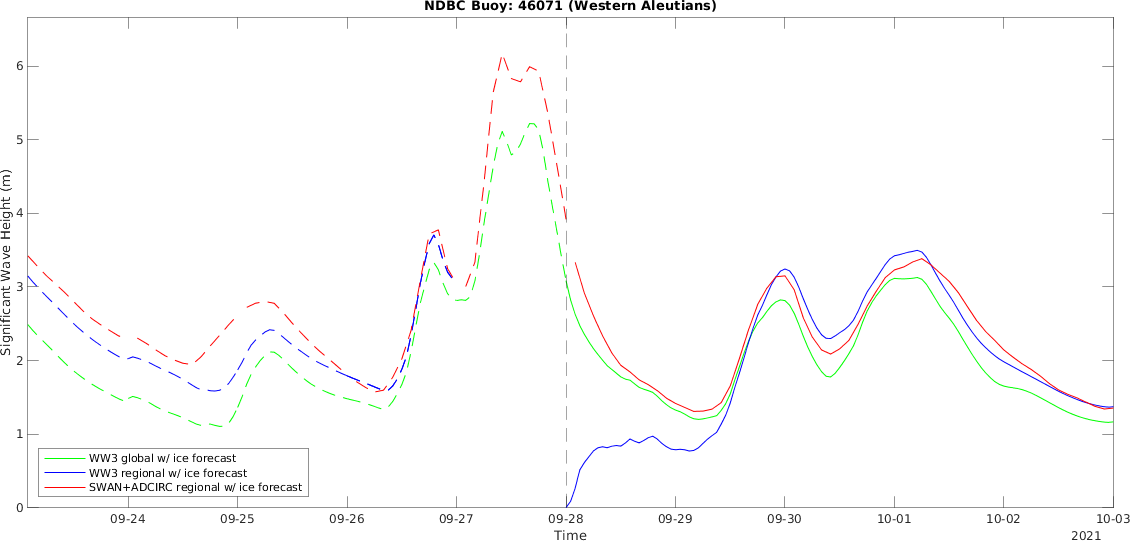 NDBC Buoy: 46071 (Western Aleutians)
Significant Wave Height (m)
6
5
4
3
2
1
0
WW3 global w/ ice forecast
WW3 regional w/ ice forecast
SWAN+ADCIRC regional w/ ice forecast
09-24 09-25 09-26 09-27 09-28 09-29 09-30 10-01 10-02 10-03
Time
2021